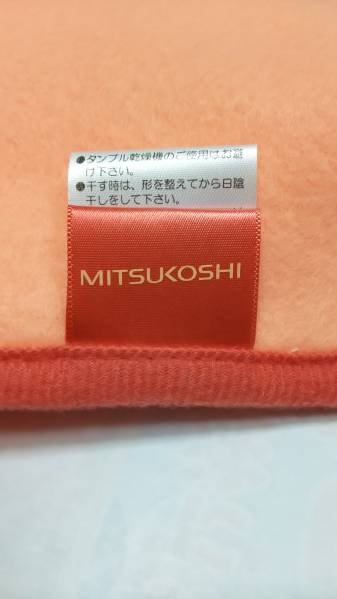 ●タンブル乾燥機のご使用はお避
け下さい。
●干す時は、形を整えてから日陰
干しをして下さい。
MITSUKOSHI